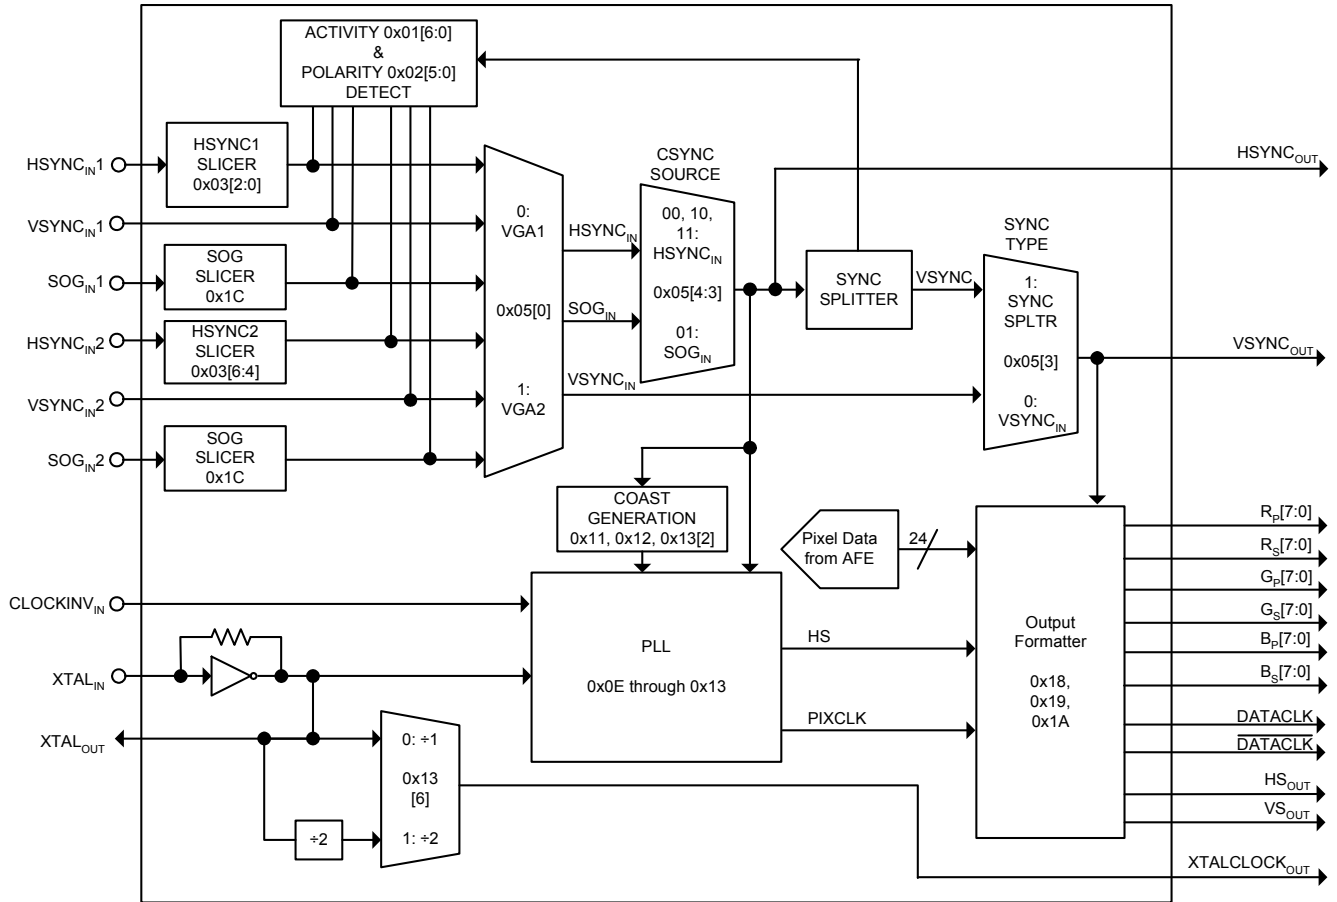 ACTIVITY 0x01[6:0]
&
POLARITY 0x02[5:0]
DETECT
HSYNCIN1
HSYNC1
SLICER
0x03[2:0]
VSYNCIN1
SOGIN1
SOG
SLICER
0x1C
HSYNCIN2
HSYNC2
SLICER
0x03[6:4]
VSYNCIN2
SOGIN2
SOG
SLICER
0x1C
0:
VGA1
0x05[0]
1:
VGA2
HSYNCIN
SOGIN
VSYNCIN
CSYNC
SOURCE
00, 10,
11:
HSYNCIN
0x05[4:3]
01:
SOGIN
SYNC
SPLITTER
VSYNC
SYNC
TYPE
1:
SYNC
SPLTR
0x05[3]
0:
VSYNCIN
HSYNCOUT
VSYNCOUT
COAST
GENERATION
0x11, 0x12, 0x13[2]
Pixel Data
from AFE
24
CLOCKINVIN
XTALIN
XTALOUT
PLL
0x0E through 0x13
HS
PIXCLK
Output
Formatter
0x18,
0x19,
0x1A
0: ÷1
0x13
[6]
1: ÷2
÷2
RP[7:0]
RS[7:0]
GP[7:0]
GS[7:0]
BP[7:0]
BS[7:0]
DATACLK
DATACLK
HSOUT
VSOUT
XTALCLOCKOUT